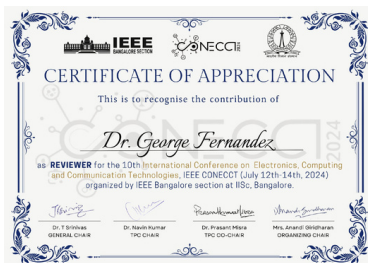 IEEE
BANGALORE SECTION
CONECCT
CERTIFICATE OF APPRECIATION
This is to recognise the contribution of
Dr. George Fernandez
as REVIEWER for the 10th International Conference on Electronics, Computing
and Communication Technologies, IEEE CONECCT (July 12th-14th, 2024)
organized by IEEE Bangalore section at IISc, Bangalore.
CONECCT
2024
Dr. T Srinivas
GENERAL CHAIR
Dr. Navin Kumar
TPC CHAIR
Dr. Prasant Misra
TPC CO-CHAIR
Mrs. Anandi Giridharan
ORGANIZING CHAIR